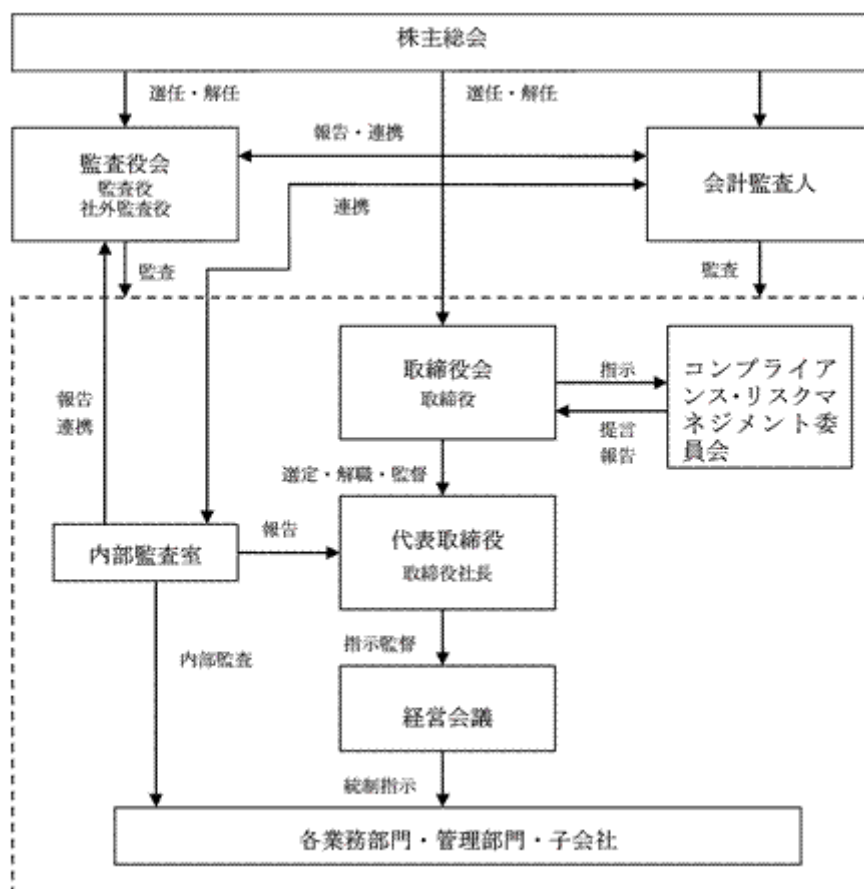 株主総会
選任・解任
選任・解任
監査役会
監査役
社外監査役
報告・連携
会計監査人
連携
監査
監査
取締役会
取締役
指示
コンプライア
ンス・リスクマ
ネジメント委
員会
提言
報告
報告
連携
選定・解職・監督
内部監査室
報告
代表取締役
取締役社長
指示監督
内部監査
経営会議
統制指示
各業務部門・管理部門・子会社